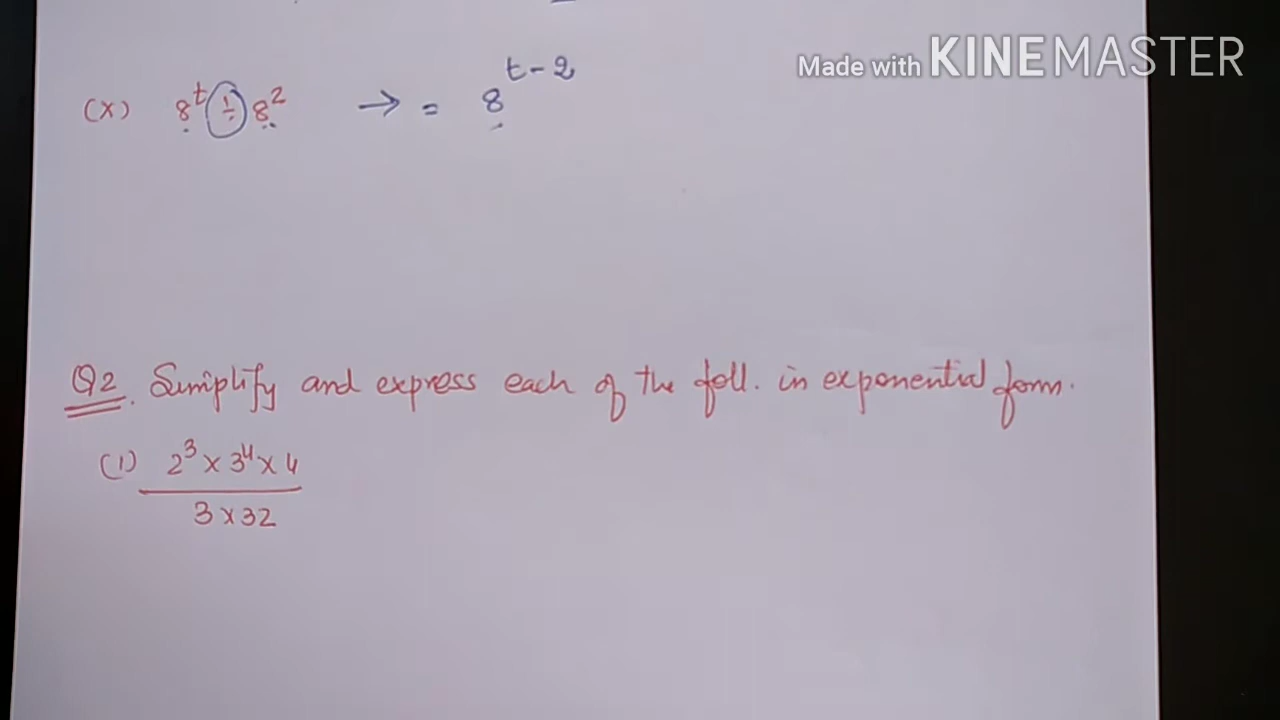 Made with KINEMASTER
(X) 8^t ÷ 8^2 → = 8^{t-2}
Q2. Simplify and express each of the foll. in exponential form.
(1) 2^3 × 3^4 × 4
3 × 32